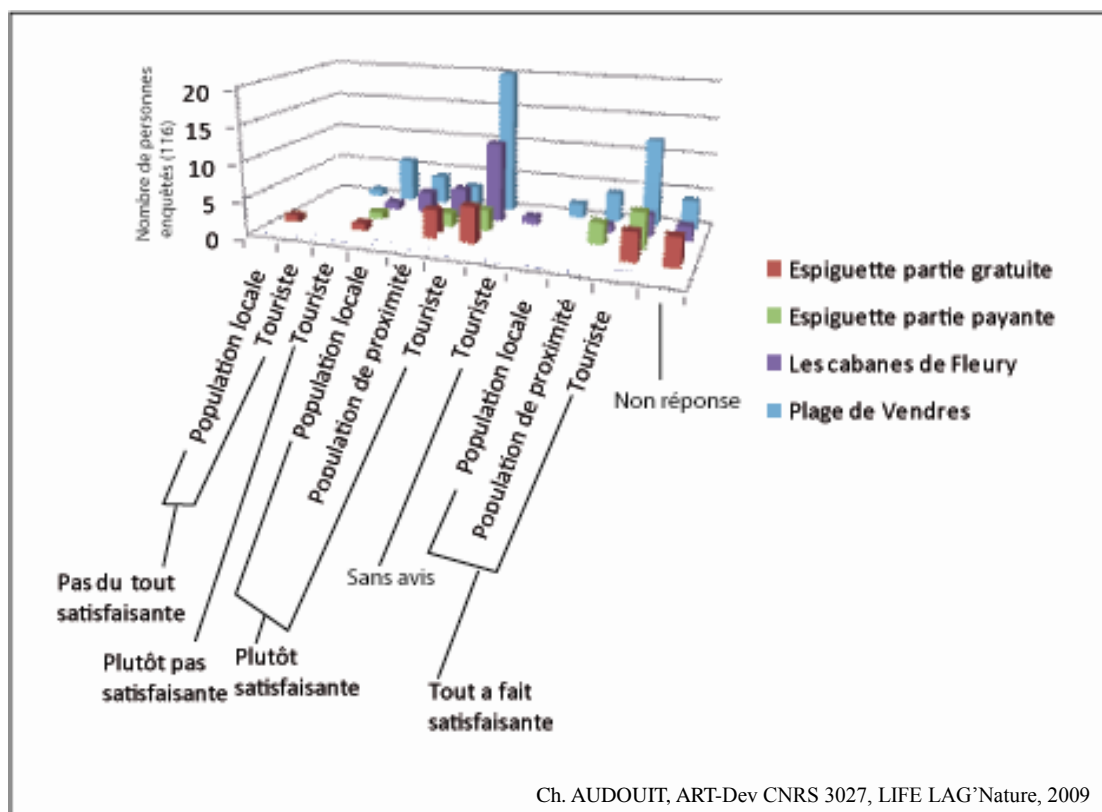 Nombre de personnes
enquêtés (116)
20
15
10
5
0
Population locale
Touriste
Touriste
Population locale
Population de proximité
Touriste
Touriste
Population locale
Population de proximité
Touriste
Non réponse
Pas du tout
satisfaisante
Plutôt pas
satisfaisante
Plutôt
satisfaisante
Sans avis
Tout a fait
satisfaisante
Espiguette partie gratuite
Espiguette partie payante
Les cabanes de Fleury
Plage de Vendres
Ch. AUDOUIT, ART-Dev CNRS 3027, LIFE LAG'Nature, 2009